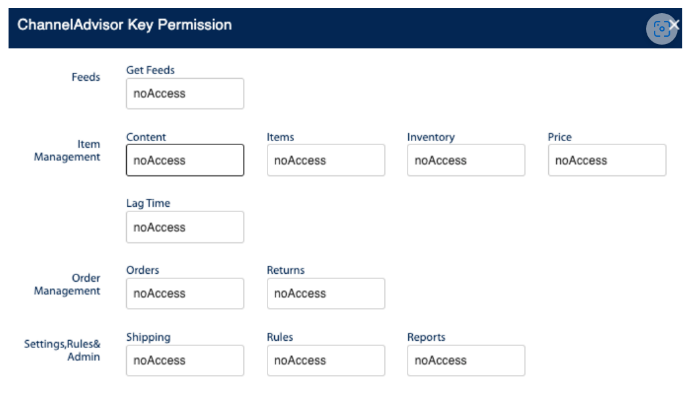 ChannelAdvisor Key Permission
Feeds
Get Feeds
noAccess
Item
Management
Content
Items
Inventory
Price
noAccess
noAccess
noAccess
noAccess
Lag Time
noAccess
Order
Management
Orders
Returns
noAccess
noAccess
Settings,Rules&
Admin
Shipping
Rules
Reports
noAccess
noAccess
noAccess